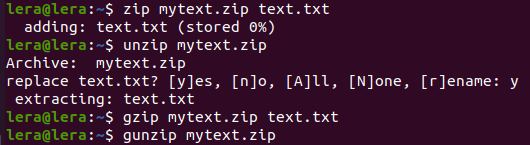 lera@lera:~$ zip mytext.zip text.txt
  adding: text.txt (stored 0%)
lera@lera:~$ unzip mytext.zip
Archive:  mytext.zip
replace text.txt? [y]es, [n]o, [A]ll, [N]one, [r]ename: y
 extracting: text.txt
lera@lera:~$ gzip mytext.zip text.txt
lera@lera:~$ gunzip mytext.zip